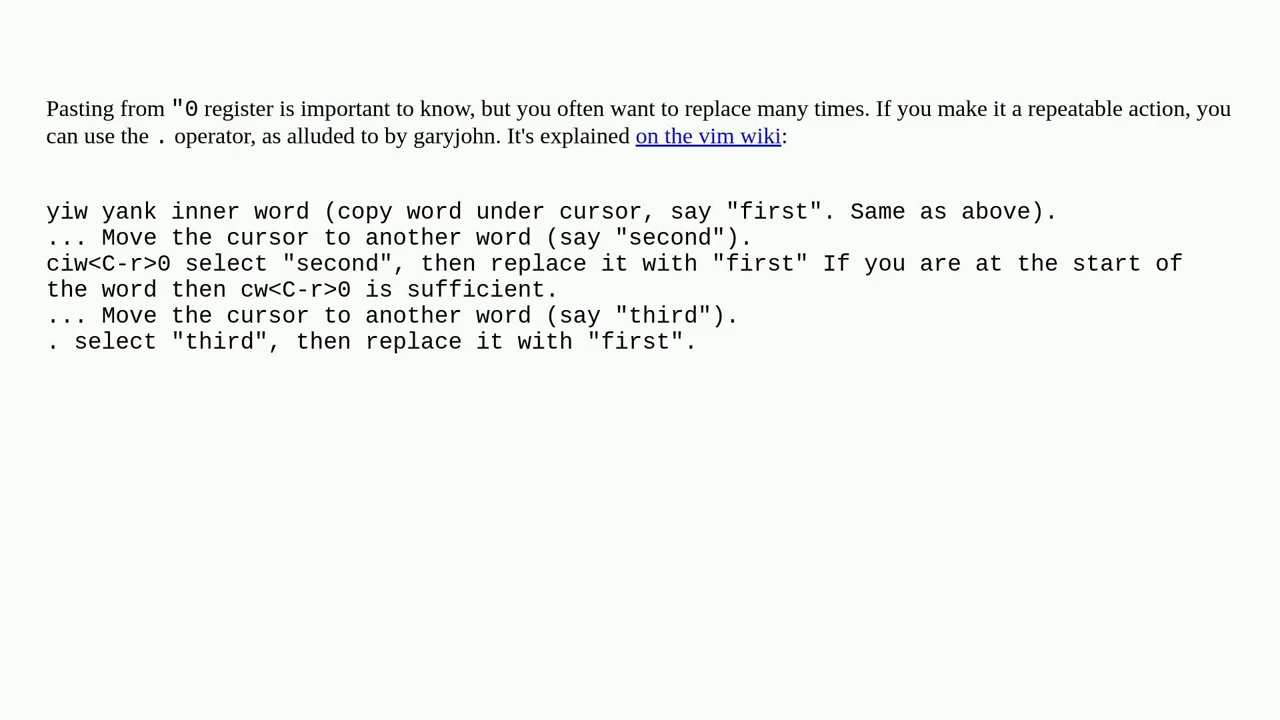 Pasting from "0 register is important to know, but you often want to replace many times. If you make it a repeatable action, you
can use the . operator, as alluded to by garyjohn. It's explained on the vim wiki:
yiw yank inner word (copy word under cursor, say "first". Same as above).
... Move the cursor to another word (say "second").
ciw<C-r>0 select "second", then replace it with "first" If you are at the start of
the word then cw<C-r>0 is sufficient.
... Move the cursor to another word (say "third").
. select "third", then replace it with "first".